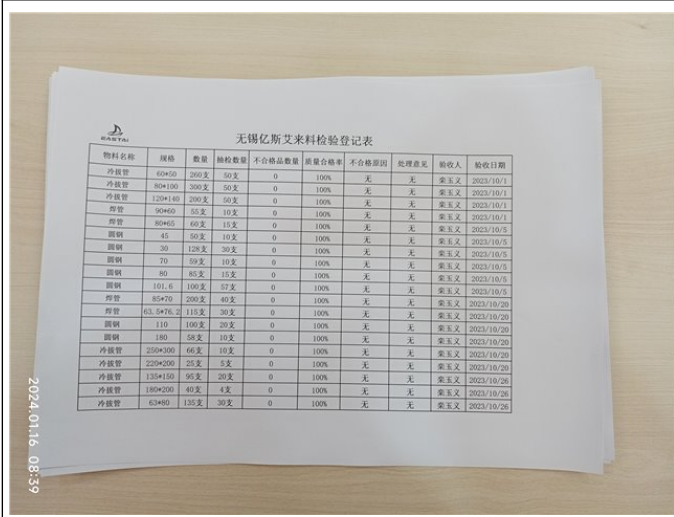 EASTAI
无锡亿斯艾来料检验登记表
物料名称 规格 数量 抽检数量 不合格品数量 质量合格率 不合格原因 处理意见 验收人 验收日期
冷拔管 60*50 260支 50支 0 100% 无 无 栾玉义 2023/10/1
冷拔管 80*100 300支 50支 0 100% 无 无 栾玉义 2023/10/1
冷拔管 120*140 200支 50支 0 100% 无 无 栾玉义 2023/10/1
焊管 90*60 55支 10支 0 100% 无 无 栾玉义 2023/10/1
焊管 80*65 60支 15支 0 100% 无 无 栾玉义 2023/10/5
圆钢 45 50支 10支 0 100% 无 无 栾玉义 2023/10/5
圆钢 30 128支 30支 0 100% 无 无 栾玉义 2023/10/5
圆钢 70 59支 10支 0 100% 无 无 栾玉义 2023/10/5
圆钢 80 85支 15支 0 100% 无 无 栾玉义 2023/10/5
圆钢 101.6 100支 57支 0 100% 无 无 栾玉义 2023/10/5
焊管 85*70 200支 40支 0 100% 无 无 栾玉义 2023/10/20
焊管 63.5*76.2 115支 30支 0 100% 无 无 栾玉义 2023/10/20
圆钢 110 100支 20支 0 100% 无 无 栾玉义 2023/10/20
圆钢 180 58支 10支 0 100% 无 无 栾玉义 2023/10/20
冷拔管 250*300 66支 10支 0 100% 无 无 栾玉义 2023/10/20
冷拔管 220*200 25支 5支 0 100% 无 无 栾玉义 2023/10/20
冷拔管 135*150 95支 20支 0 100% 无 无 栾玉义 2023/10/26
冷拔管 180*200 40支 4支 0 100% 无 无 栾玉义 2023/10/26
冷拔管 63*80 135支 30支 0 100% 无 无 栾玉义 2023/10/26
2024.01.16 08:39